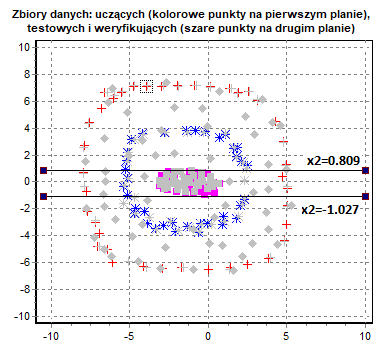 Zbiory danych: uczących (kolorowe punkty na pierwszym planie),
testowych i weryfikujących (szare punkty na drugim planie)
10
8
6
4
2
x2=0.809
0
-2
x2=-1.027
-4
-6
-8
-10
-10 -5 0 5 10